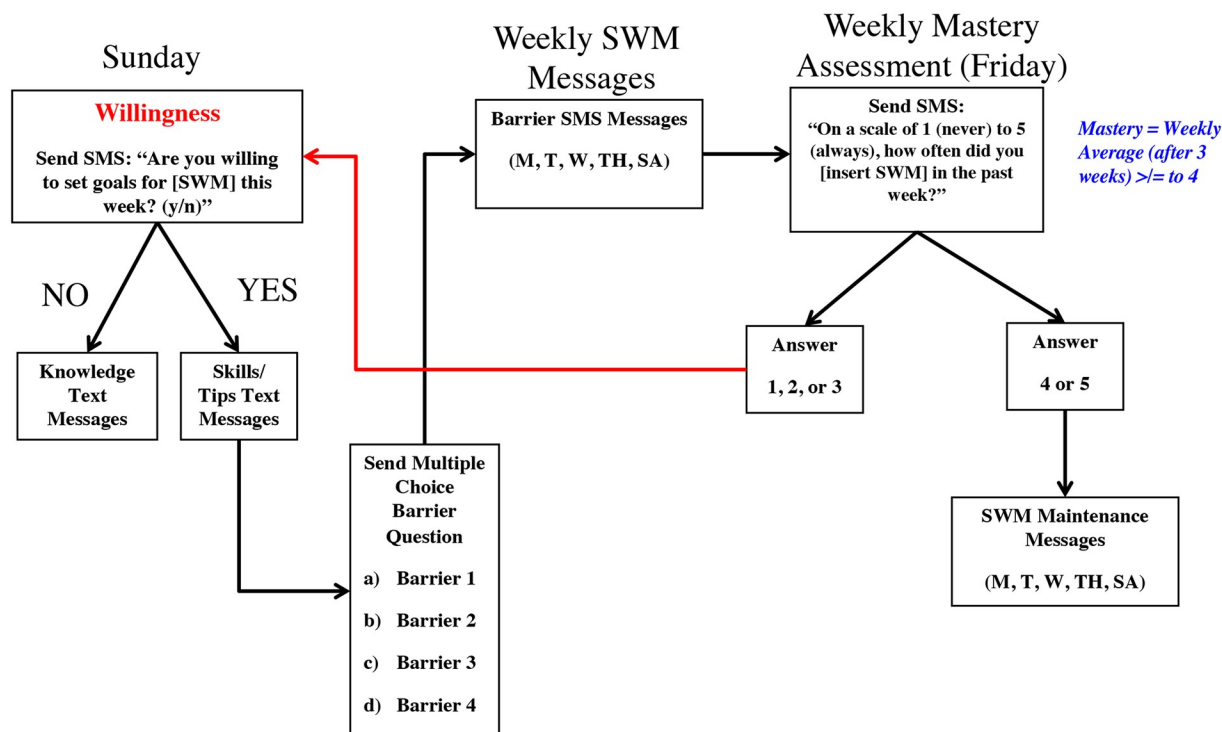 Sunday
Willingness
Send SMS: “Are you willing
to set goals for [SWM] this
week? (y/n)”
NO
YES
Knowledge
Text
Messages
Skills/
Tips Text
Messages
Send Multiple
Choice
Barrier
Question
a) Barrier 1
b) Barrier 2
c) Barrier 3
d) Barrier 4
Weekly SWM
Messages
Barrier SMS Messages
(M, T, W, TH, SA)
Weekly Mastery
Assessment (Friday)
Send SMS:
“On a scale of 1 (never) to 5
(always), how often did you
[insert SWM] in the past
week?”
Mastery = Weekly
Average (after 3
weeks) >/= to 4
Answer
1, 2, or 3
Answer
4 or 5
SWM Maintenance
Messages
(M, T, W, TH, SA)